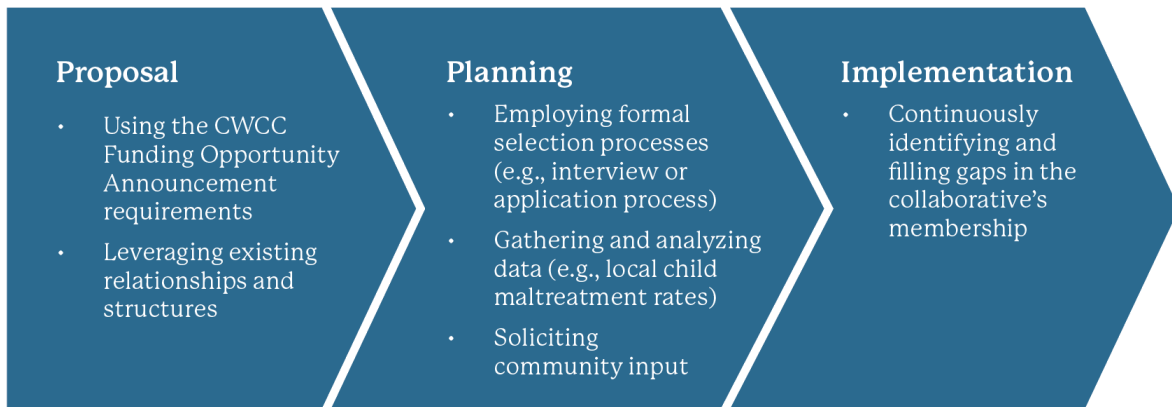 Proposal
• Using the CWCC
Funding Opportunity
Announcement
requirements
• Leveraging existing
relationships and
structures
Planning
• Employing formal
selection processes
(e.g., interview or
application process)
• Gathering and analyzing
data (e.g., local child
maltreatment rates)
• Soliciting
community input
Implementation
• Continuously
identifying and
filling gaps in the
collaborative’s
membership